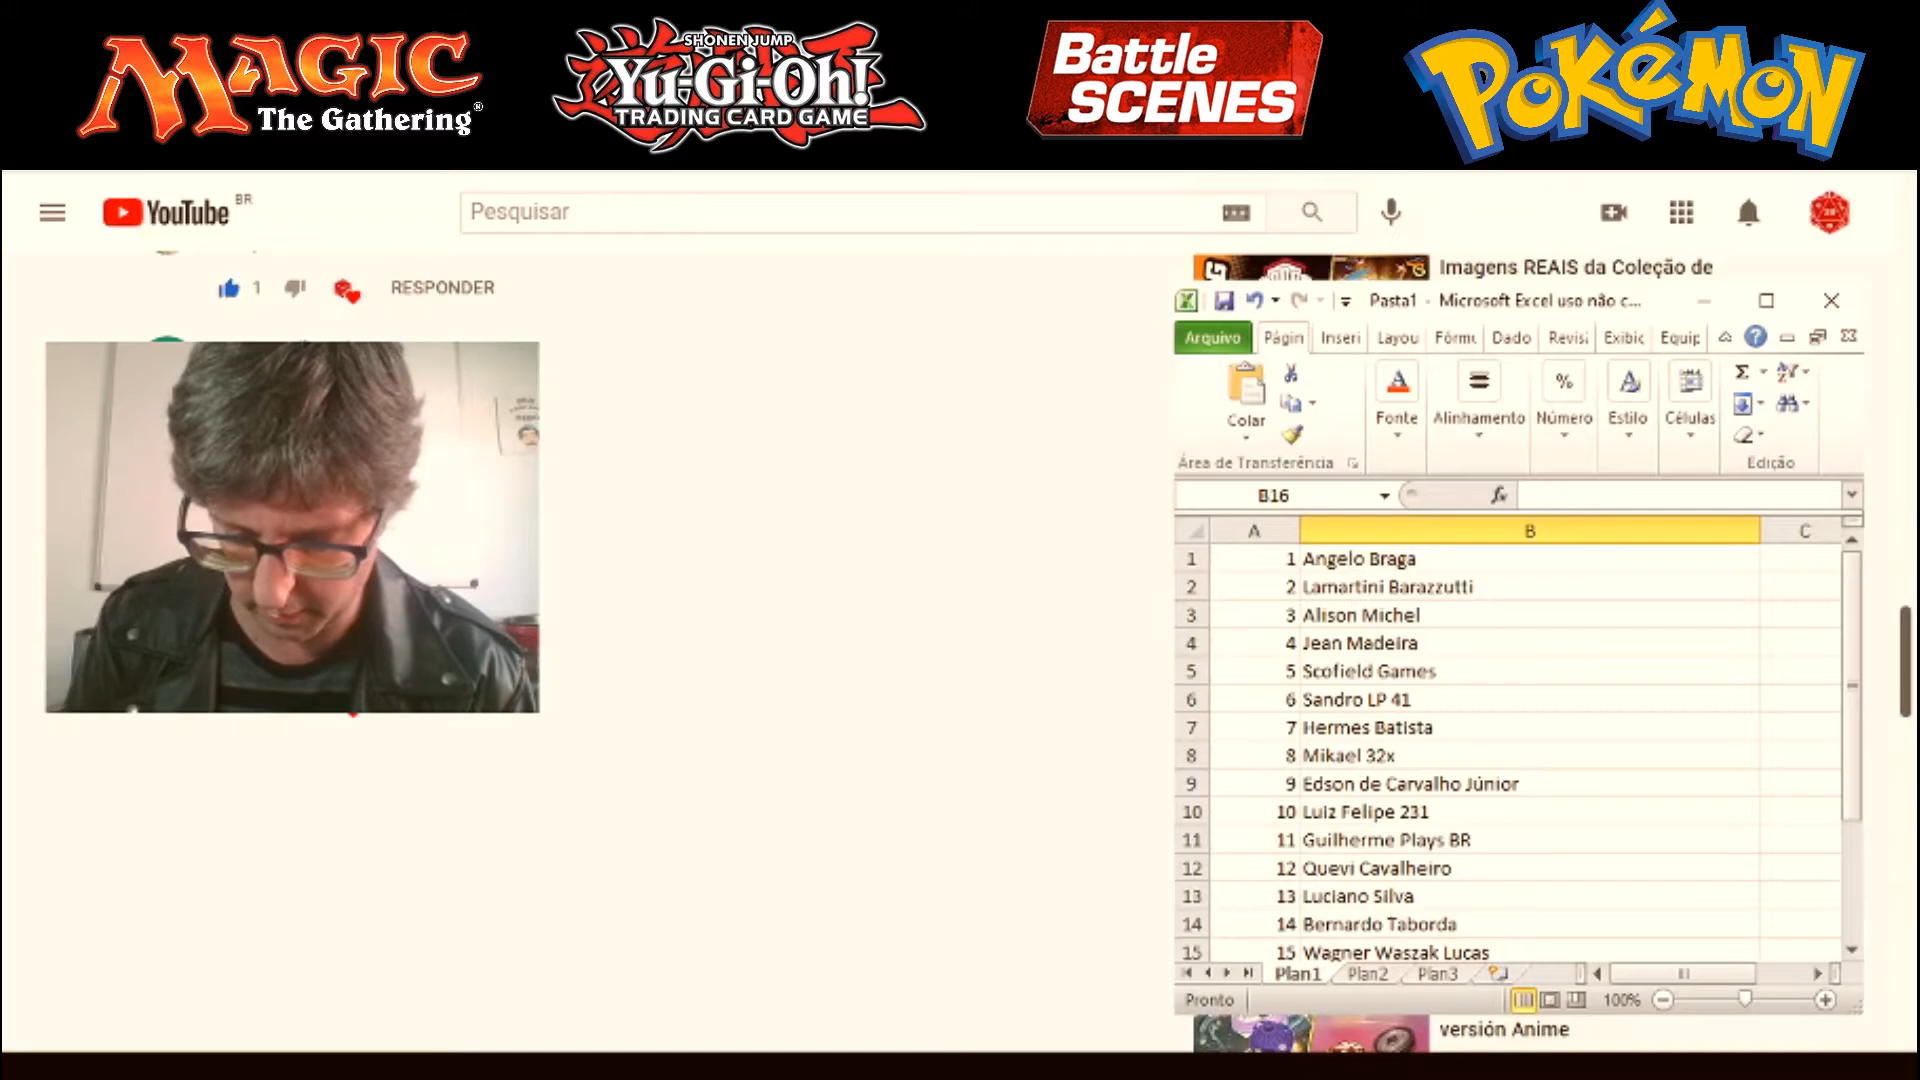 MAGIC
The Gathering®
SHONEN JUMP
Yu-Gi-Oh!
TRADING CARD GAME
Battle
SCENES
POKÉMON
YouTube BR
Pesquisar
1 RESPONDER
Imagens REAIS da Coleção de
Pasta1 - Microsoft Excel uso não c...
Arquivo Págin Inseri Layou Fórmu Dado Revisi Exibic Equip
Colar
Fonte Alinhamento Número Estilo Células
Área de Transferência Edição
B16 fx
A B C
1 1 Angelo Braga
2 2 Lamartini Barazzutti
3 3 Alison Michel
4 4 Jean Madeira
5 5 Scofield Games
6 6 Sandro LP 41
7 7 Hermes Batista
8 8 Mikael 32x
9 9 Edson de Carvalho Júnior
10 10 Luiz Felipe 231
11 11 Guilherme Plays BR
12 12 Quevi Cavalheiro
13 13 Luciano Silva
14 14 Bernardo Taborda
15 15 Wagner Waszak Lucas
Plan1 Plan2 Plan3
Pronto 100%
versión Anime